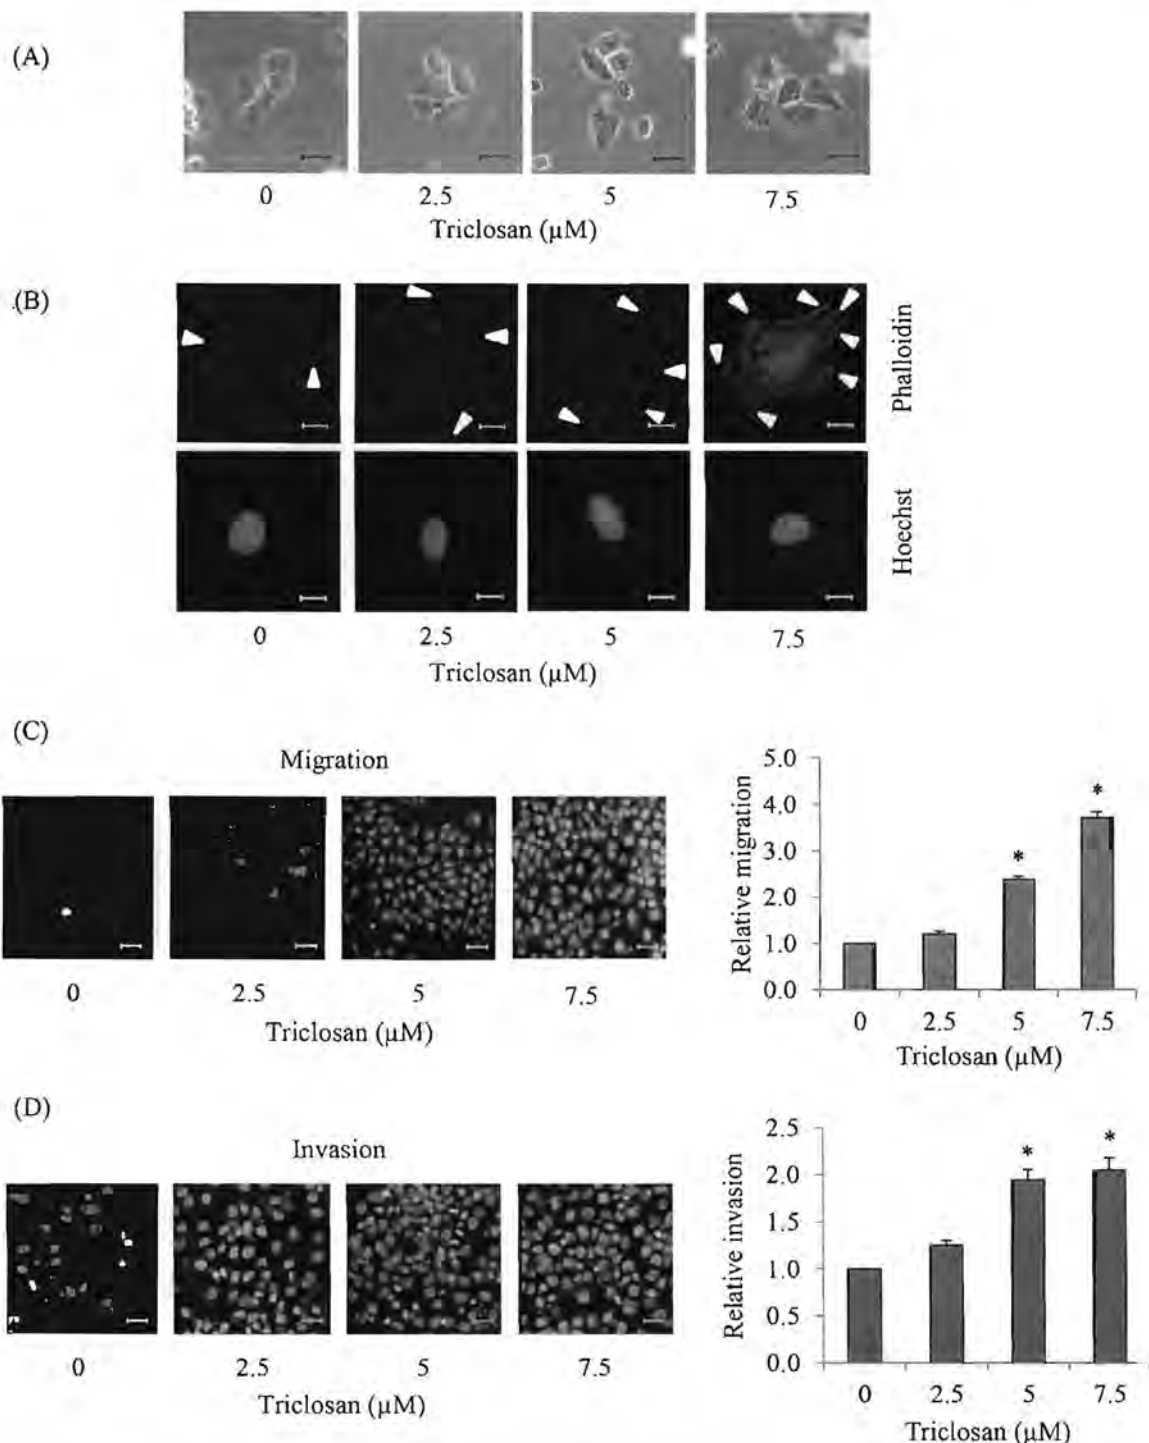 (A)
0 2.5 5 7.5
Triclosan (µM)
(B)
Phalloidin
Hoechst
0 2.5 5 7.5
Triclosan (µM)
(C)
Migration
0 2.5 5 7.5
Triclosan (µM)
Relative migration
5.0
4.0
3.0
2.0
1.0
0.0
*
*
0 2.5 5 7.5
Triclosan (µM)
(D)
Invasion
0 2.5 5 7.5
Triclosan (µM)
Relative invasion
2.5
2.0
1.5
1.0
0.5
0.0
*
*
0 2.5 5 7.5
Triclosan (µM)